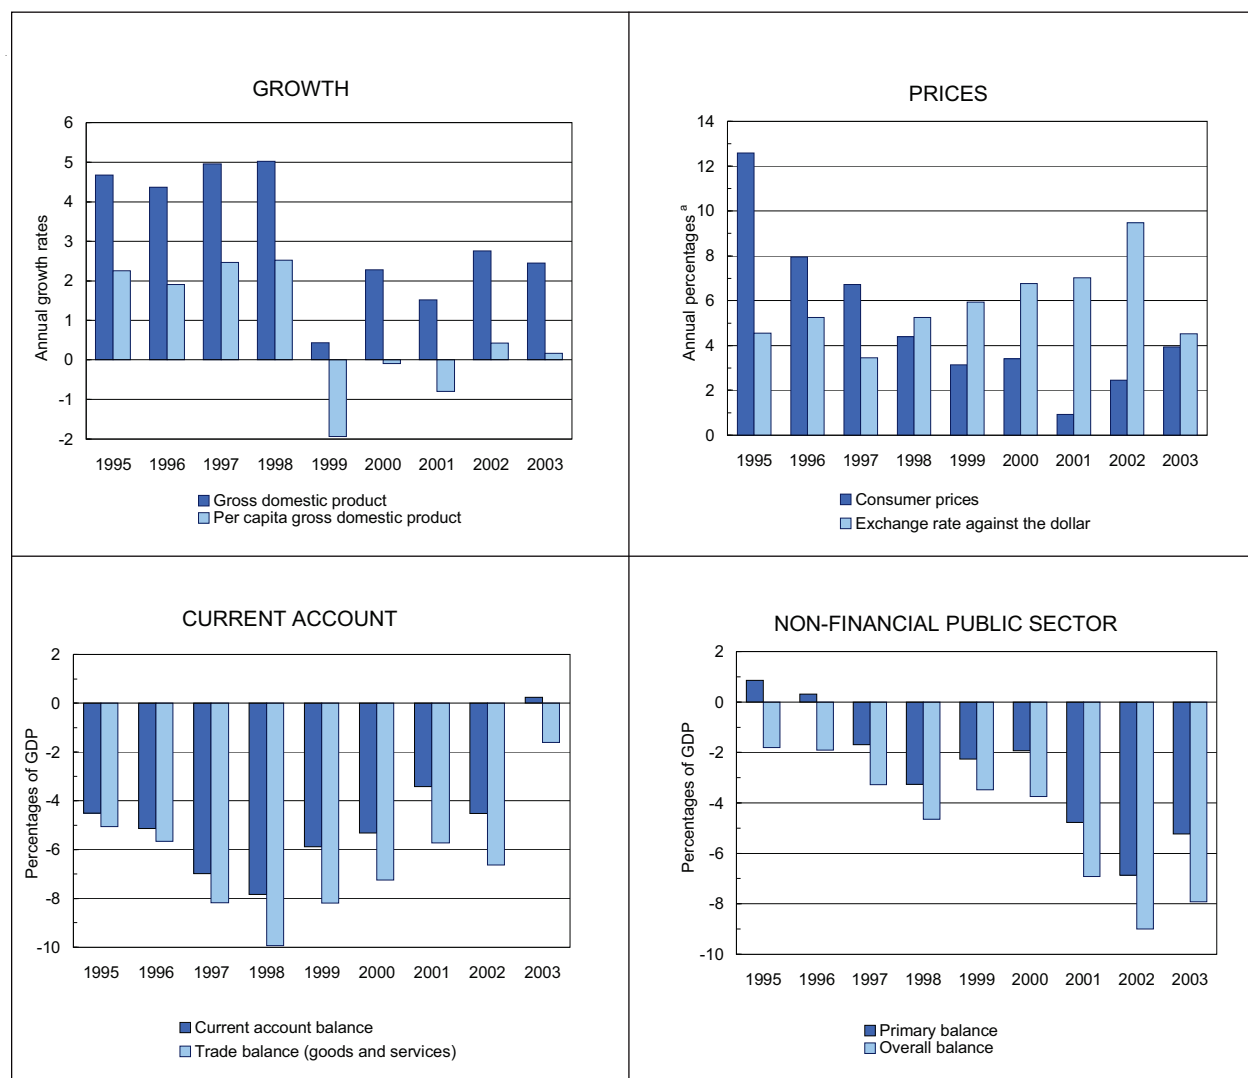 GROWTH
Annual growth rates
6
5
4
3
2
1
0
-1
-2
1995 1996 1997 1998 1999 2000 2001 2002 2003
Gross domestic product
Per capita gross domestic product
PRICES
Annual percentages a
14
12
10
8
6
4
2
0
1995 1996 1997 1998 1999 2000 2001 2002 2003
Consumer prices
Exchange rate against the dollar
CURRENT ACCOUNT
Percentages of GDP
2
0
-2
-4
-6
-8
-10
1995 1996 1997 1998 1999 2000 2001 2002 2003
Current account balance
Trade balance (goods and services)
NON-FINANCIAL PUBLIC SECTOR
Percentages of GDP
2
0
-2
-4
-6
-8
-10
1995 1996 1997 1998 1999 2000 2001 2002 2003
Primary balance
Overall balance